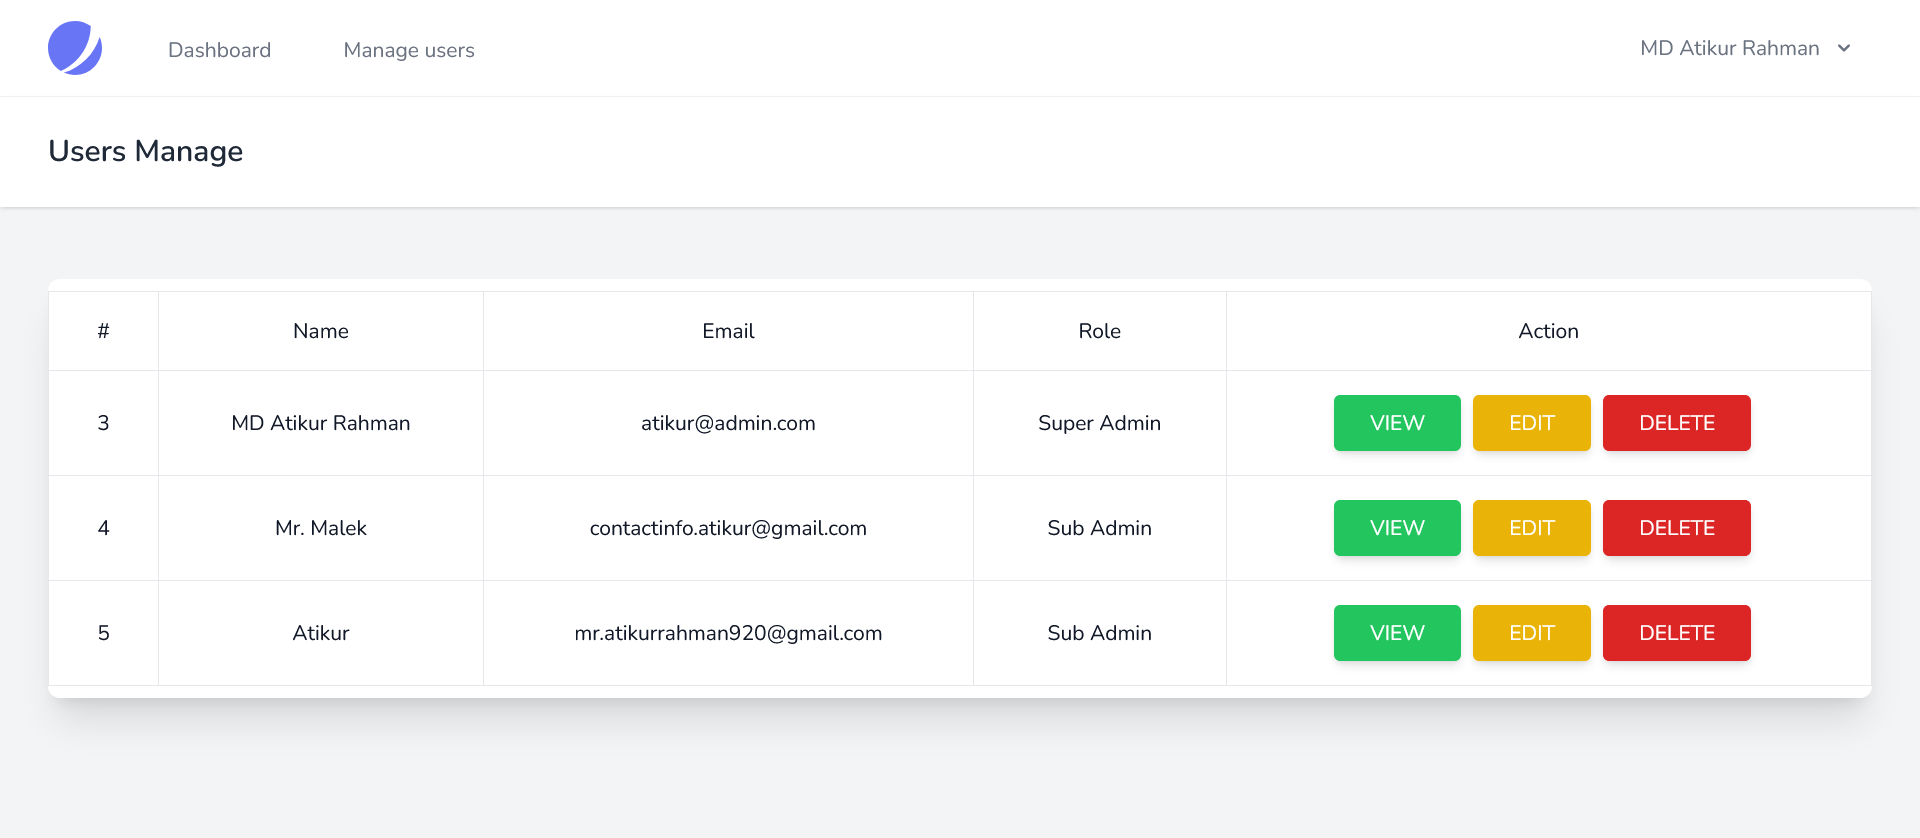 Dashboard Manage users MD Atikur Rahman
Users Manage
# Name Email Role Action
3 MD Atikur Rahman atikur@admin.com Super Admin VIEW EDIT DELETE
4 Mr. Malek contactinfo.atikur@gmail.com Sub Admin VIEW EDIT DELETE
5 Atikur mr.atikurrahman920@gmail.com Sub Admin VIEW EDIT DELETE